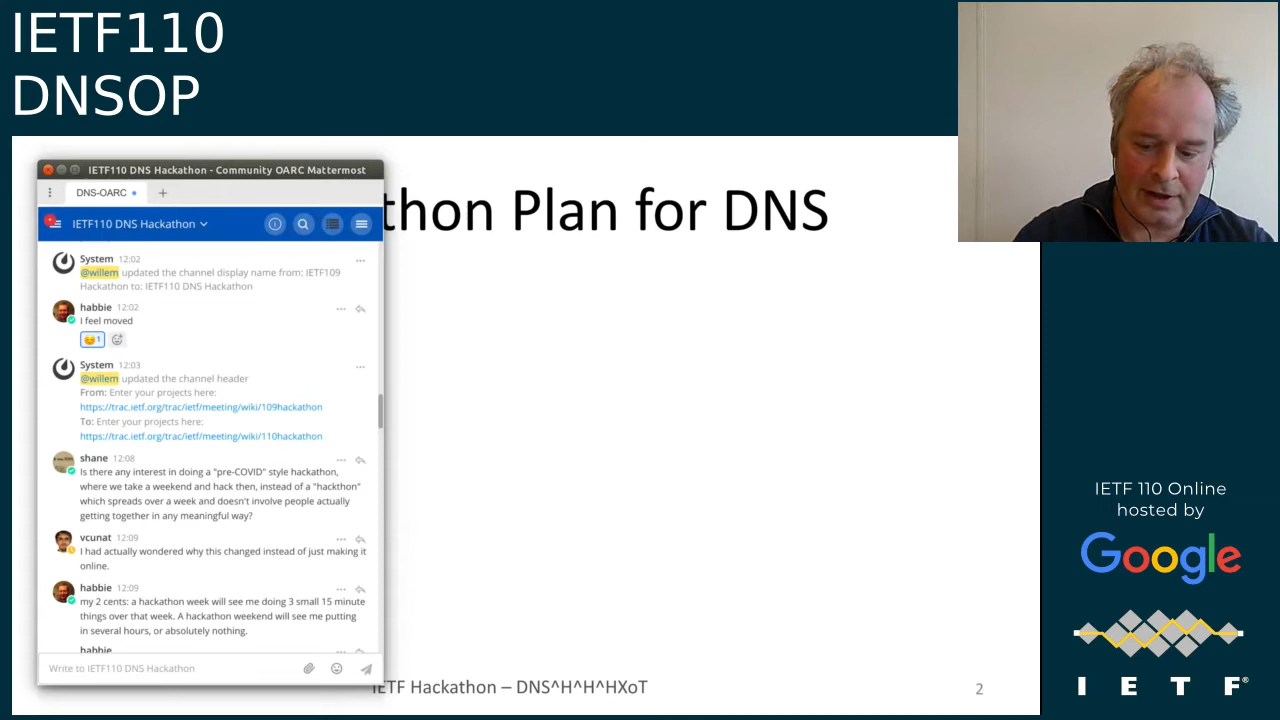 IETF110
DNSOP
IETF110 DNS Hackathon - Community OARC Mattermost
DNS-OARC
thon Plan for DNS
IETF110 DNS Hackathon
System 12:02
@willem updated the channel display name from: IETF109
Hackathon to: IETF110 DNS Hackathon
habbie 12:02
I feel moved
1
System 12:03
@willem updated the channel header
From: Enter your projects here:
https://trac.ietf.org/trac/ietf/meeting/wiki/109hackathon
To: Enter your projects here:
https://trac.ietf.org/trac/ietf/meeting/wiki/110hackathon
shane 12:08
Is there any interest in doing a "pre-COVID" style hackathon,
where we take a weekend and hack then, instead of a "hackthon"
which spreads over a week and doesn't involve people actually
getting together in any meaningful way?
vcunat 12:09
I had actually wondered why this changed instead of just making it
online.
habbie 12:09
my 2 cents: a hackathon week will see me doing 3 small 15 minute
things over that week. A hackathon weekend will see me putting
in several hours, or absolutely nothing.
habbie
Write to IETF110 DNS Hackathon
IETF Hackathon – DNS^H^H^HXoT
2
IETF 110 Online
hosted by
Google
I E T F®